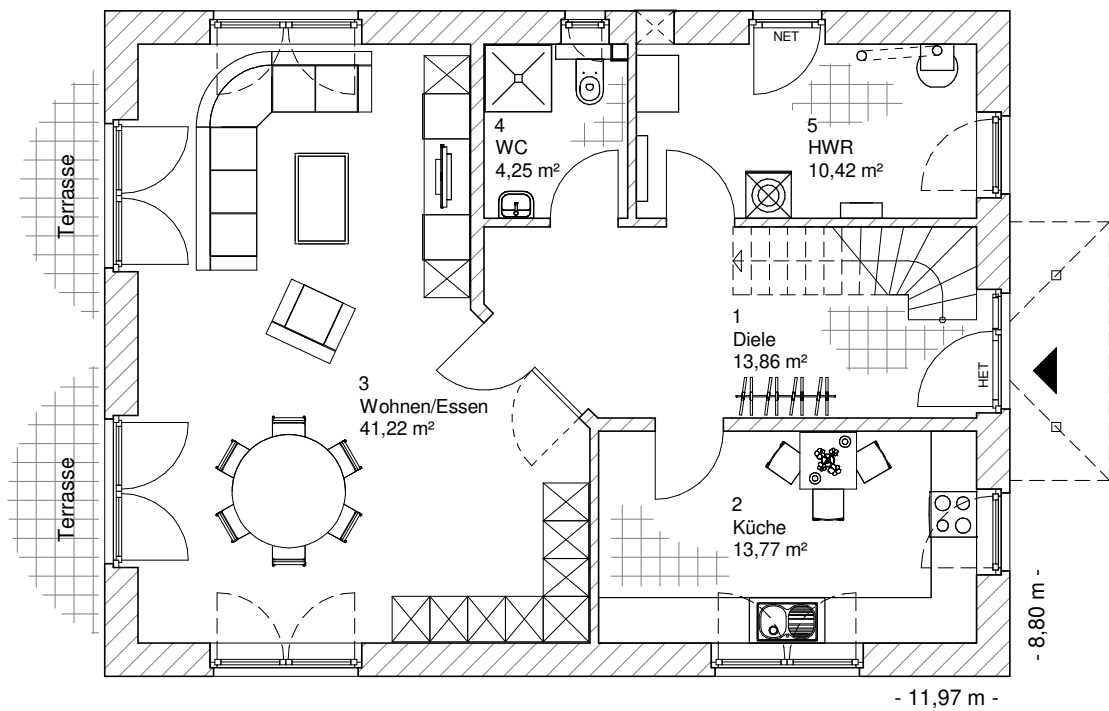 NET
4
WC
4,25 m²
5
HWR
10,42 m²
Terrasse
1
Diele
13,86 m²
HET
3
Wohnen/Essen
41,22 m²
Terrasse
2
Küche
13,77 m²
- 8,80 m -
- 11,97 m -